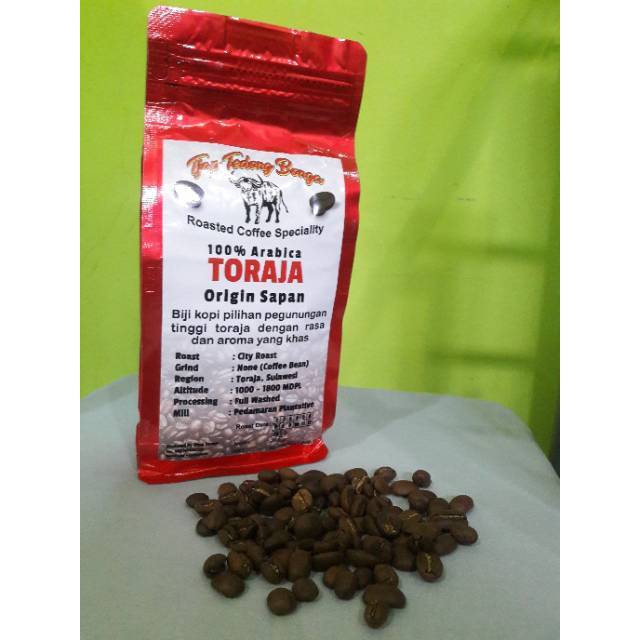 Tjap Tedong Bonga
Roasted Coffee Speciality
100% Arabica
TORAJA
Origin Sapan
Biji kopi pilihan pegunungan
tinggi toraja dengan rasa
dan aroma yang khas
Roast : City Roast
Grind : None (Coffee Bean)
Region : Toraja, Sulawesi
Altitude : 1000 - 1800 MDPL
Processing : Full Washed
Mill : Pedamaran
Roast Date